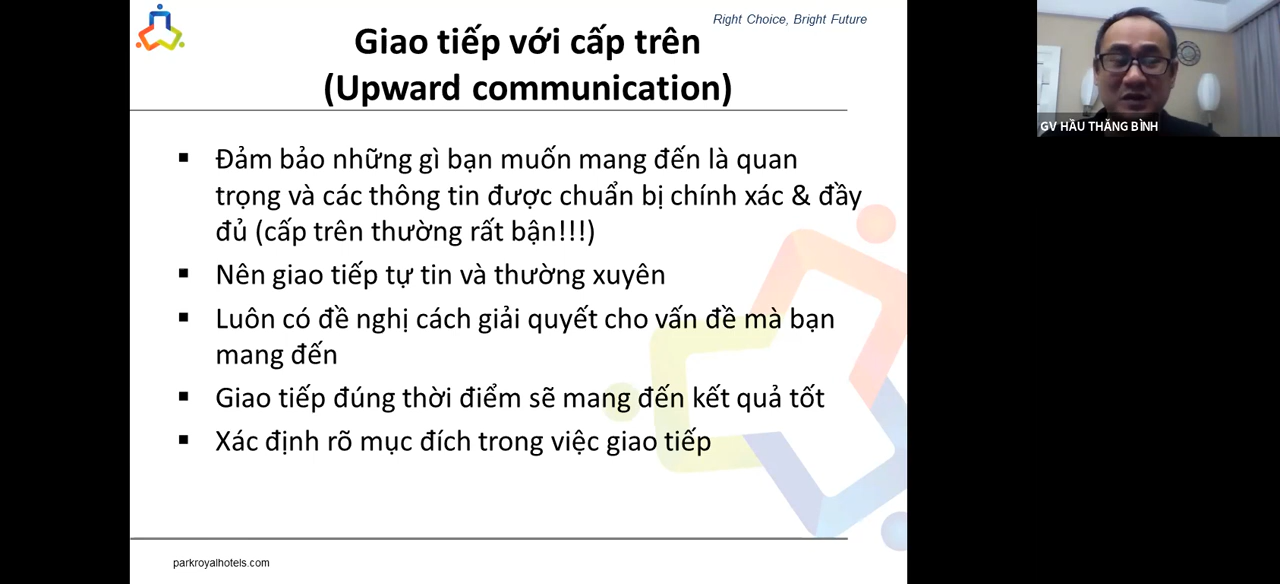 Right Choice, Bright Future
Giao tiếp với cấp trên
(Upward communication)
▪ Đảm bảo những gì bạn muốn mang đến là quan
trọng và các thông tin được chuẩn bị chính xác & đầy
đủ (cấp trên thường rất bận!!!)
▪ Nên giao tiếp tự tin và thường xuyên
▪ Luôn có đề nghị cách giải quyết cho vấn đề mà bạn
mang đến
▪ Giao tiếp đúng thời điểm sẽ mang đến kết quả tốt
▪ Xác định rõ mục đích trong việc giao tiếp
parkroyalhotels.com
GV HẦU THĂNG BÌNH